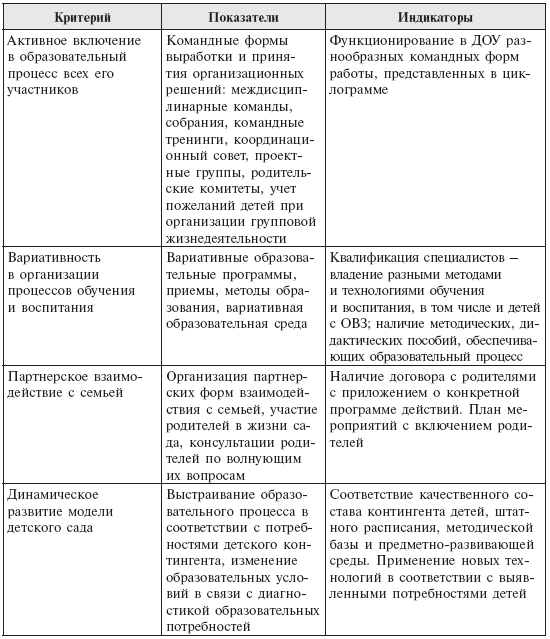 Критерий
Показатели
Индикаторы
Активное включение
в образовательный
процесс всех его
участников
Командные формы
выработки и приня-
тия организационных
решений: междисцип-
линарные команды,
собрания, командные
тренинги, координаци-
онный совет, проект-
ные группы, родитель-
ские комитеты, учет
пожеланий детей при
организации групповой
жизнедеятельности
Функционирование в ДОУ раз-
нообразных командных форм
работы, представленных в цик-
лограмме
Вариативность
в организации
процессов обучения
и воспитания
Вариативные образова-
тельные программы,
приемы, методы обра-
зования, вариативная
образовательная среда
Квалификация специалистов –
владение разными методами
и технологиями обучения
и воспитания, в том числе и детей
с ОВЗ; наличие методических, ди-
дактических пособий, обеспечива-
ющих образовательный процесс
Партнерское взаимо-
действие с семьей
Организация партнер-
ских форм взаимодей-
ствия с семьей, участие
родителей в жизни са-
да, консультации роди-
телей по волнующим
их вопросам
Наличие договора с родителями
с приложением о конкретной
программе действий. План ме-
роприятий с включением роди-
телей
Динамическое
развитие модели
детского сада
Выстраивание образо-
вательного процесса в
соответствии с потреб-
ностями детского кон-
тингента, изменение
образовательных усло-
вий в связи с диагно-
стикой образовательных
потребностей
Соответствие качественного со-
става контингента детей, штат-
ного расписания, методической
базы и предметно-развивающей
среды. Применение новых тех-
нологий в соответствии с выяв-
ленными потребностями детей